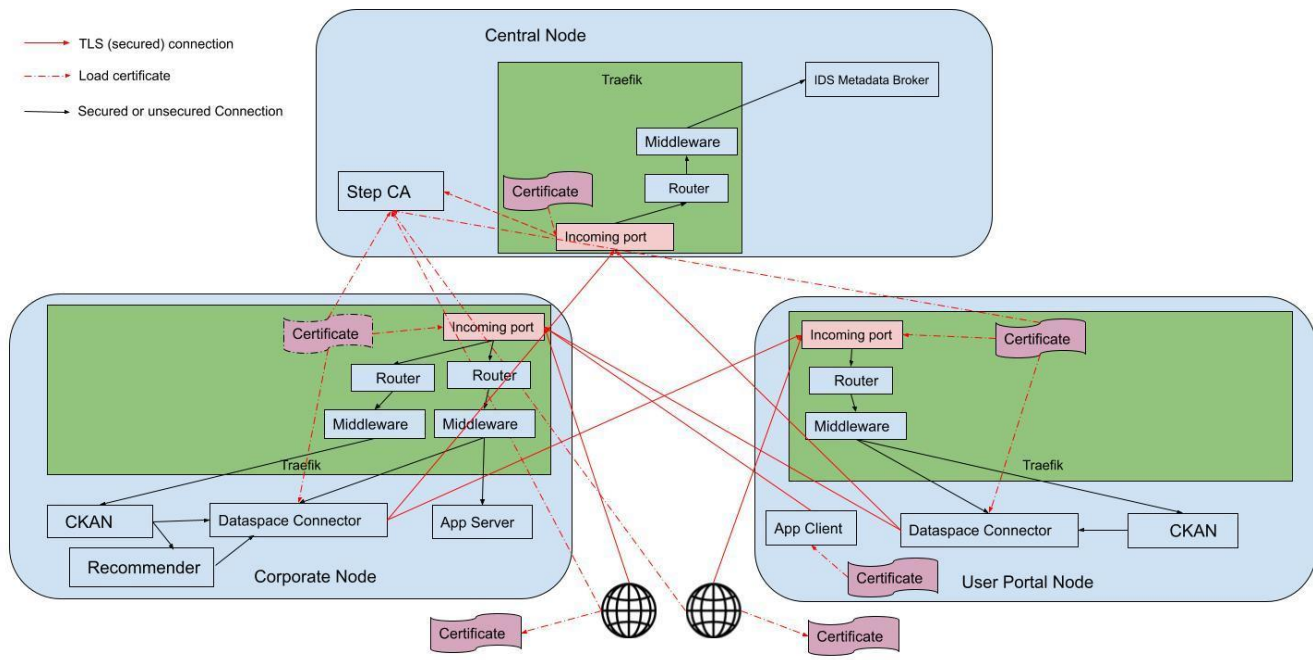 Central Node
TLS (secured) connection
Load certificate
Secured or unsecured Connection
Traefik
IDS Metadata Broker
Middleware
Step CA
Certificate
Router
Incoming port
Certificate
Incoming port
Router
Router
Middleware
Middleware
Traefik
CKAN
Dataspace Connector
App Server
Recommender
Corporate Node
Incoming port
Certificate
Router
Middleware
Traefik
App Client
Dataspace Connector
CKAN
Certificate
User Portal Node
Certificate
Certificate